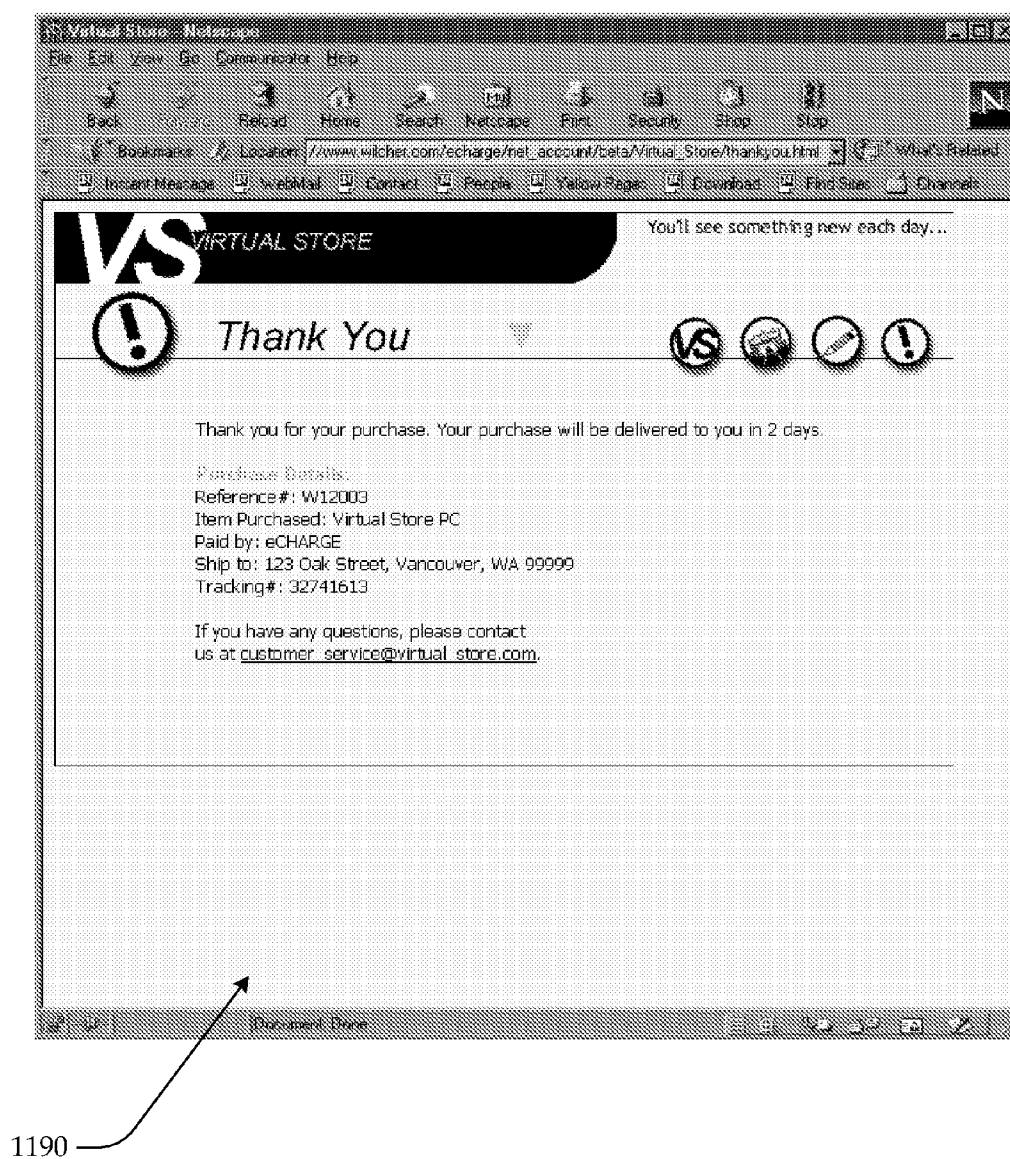 Virtual Store - Netscape
File Edit View Go Communicator Help
Back Reload Home Search Netscape Print Security Shop Stop
N
Bookmarks Location: //www.wilcher.com/echarge/net_account/beta/Virtual_Store/thankyou.html What's Related
Instant Message WebMail Contact People Yellow Pages Download Find Sites Channels
VS VIRTUAL STORE
You'll see something new each day...
! Thank You VS !
Thank you for your purchase. Your purchase will be delivered to you in 2 days.
Purchase Details:
Reference#: W12003
Item Purchased: Virtual Store PC
Paid by: eCHARGE
Ship to: 123 Oak Street, Vancouver, WA 99999
Tracking#: 32741613
If you have any questions, please contact
us at customer_service@virtual_store.com.
Document: Done
1190